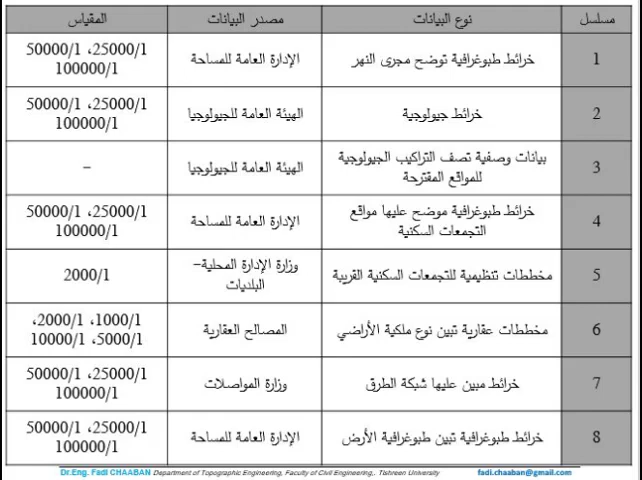 مسلسل نوع البيانات مصدر البيانات المقياس
1 خرائط طبوغرافية توضح مجرى النهر الإدارة العامة للمساحة 25000/1، 50000/1
100000/1
2 خرائط جيولوجية الهيئة العامة للجيولوجيا 25000/1، 50000/1
100000/1
3 بيانات وصفية تصف التراكيب الجيولوجية
للمواقع المقترحة الهيئة العامة للجيولوجيا –
4 خرائط طبوغرافية موضح عليها مواقع
التجمعات السكنية الإدارة العامة للمساحة 25000/1، 50000/1
100000/1
5 مخططات تنظيمية للتجمعات السكنية القريبة وزارة الإدارة المحلية–
البلديات 2000/1
6 مخططات عقارية تبين نوع ملكية الأراضي المصالح العقارية 1000/1، 2000/1،
5000/1، 10000/1
7 خرائط مبين عليها شبكة الطرق وزارة المواصلات 25000/1، 50000/1
100000/1
8 خرائط طبوغرافية تبين طبوغرافية الأرض الإدارة العامة للمساحة 25000/1، 50000/1
100000/1
Dr.Eng. Fadi CHAABAN Department of Topographic Engineering, Faculty of Civil Engineering,. Tishreen University fadi.chaaban@gmail.com